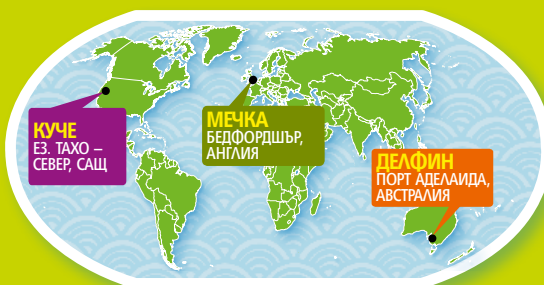 КУЧЕ
ЕЗ. ТАХО –
СЕВЕР, САЩ
МЕЧКА
БЕДФОРДШЪР,
АНГЛИЯ
ДЕЛФИН
ПОРТ АДЕЛАИДА,
АВСТРАЛИЯ